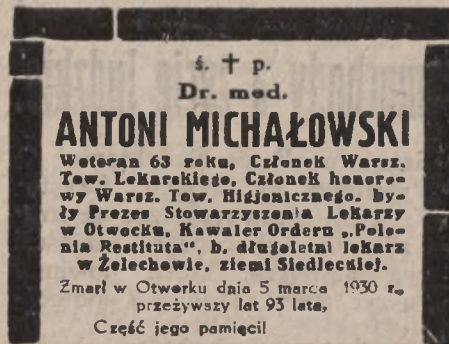 ś. † p.
Dr. med.
ANTONI MICHAŁOWSKI
Weteran 63 roku, Członek Warsz.
Tow. Lekarskiego, Członek honoro-
wy Warsz. Tow. Higjonicznego. by-
ły Prezes Stowarzyszenia Lekarzy
w Otwocku, Kawaler Orderu „Polo-
nia Restituta“, b. długoletni lekarz
w Żelechowie, ziemi Siedleckiej.
Zmarł w Otworku dnia 5 marca 1930 r.,
przeżywszy lat 93 lata,
Cześć jego pamięci!